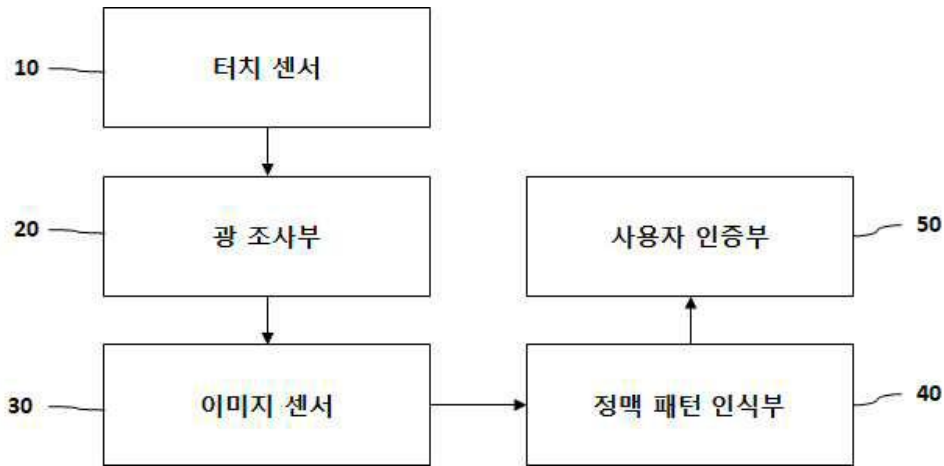 10
터치 센서
20
광 조사부
50
사용자 인증부
30
이미지 센서
40
정맥 패턴 인식부